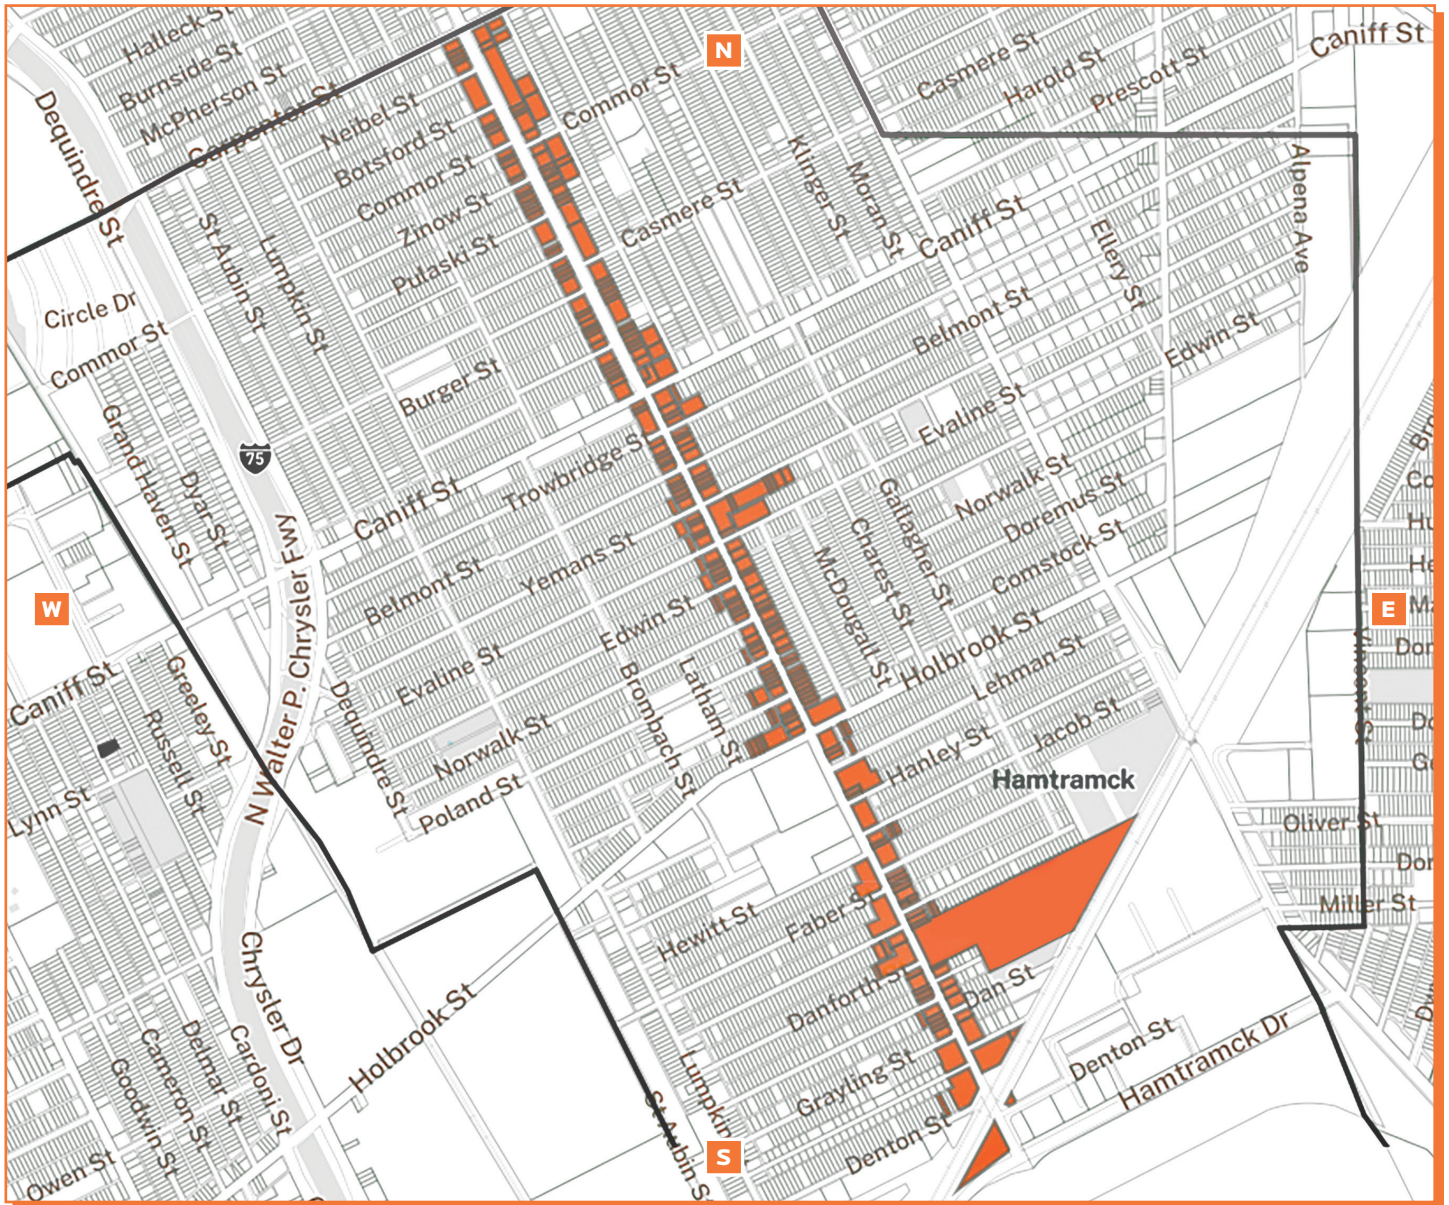 Halleck St
Burnside St
McPherson St
Carpenter St
Neibel St
Botsford St
Commor St
Zinow St
Pulaski St
N
Commor St
Casmere St
Klinger St
Moran St
Casmere St
Harold St
Prescott St
Caniff St
Caniff St
Alpena Ave
Ellery St
Belmont St
Edwin St
Dequindre St
St Aubin St
Lumpkin St
Circle Dr
Commor St
Burger St
Grand Haven St
Dyar St
75
Caniff St
Trowbridge St
Evaline St
Norwalk St
Doremus St
Comstock St
Gallagher St
Charest St
McDougall St
Yemans St
Belmont St
Edwin St
Evaline St
N Walter P. Chrysler Fwy
W
E
Caniff St
Greeley St
Russell St
Lynn St
Dequindre St
Norwalk St
Poland St
Brombach St
Latham St
Holbrook St
Lehman St
Jacob St
Hanley St
Hamtramck
Oliver St
Miller St
Hewitt St
Faber St
Danforth St
Dan St
Denton St
Hamtramck Dr
Grayling St
Denton St
Holbrook St
Chrysler Dr
Cardoni St
Delmar St
Cameron St
Goodwin St
Owen St
Lumpkin
St Aubin S
S